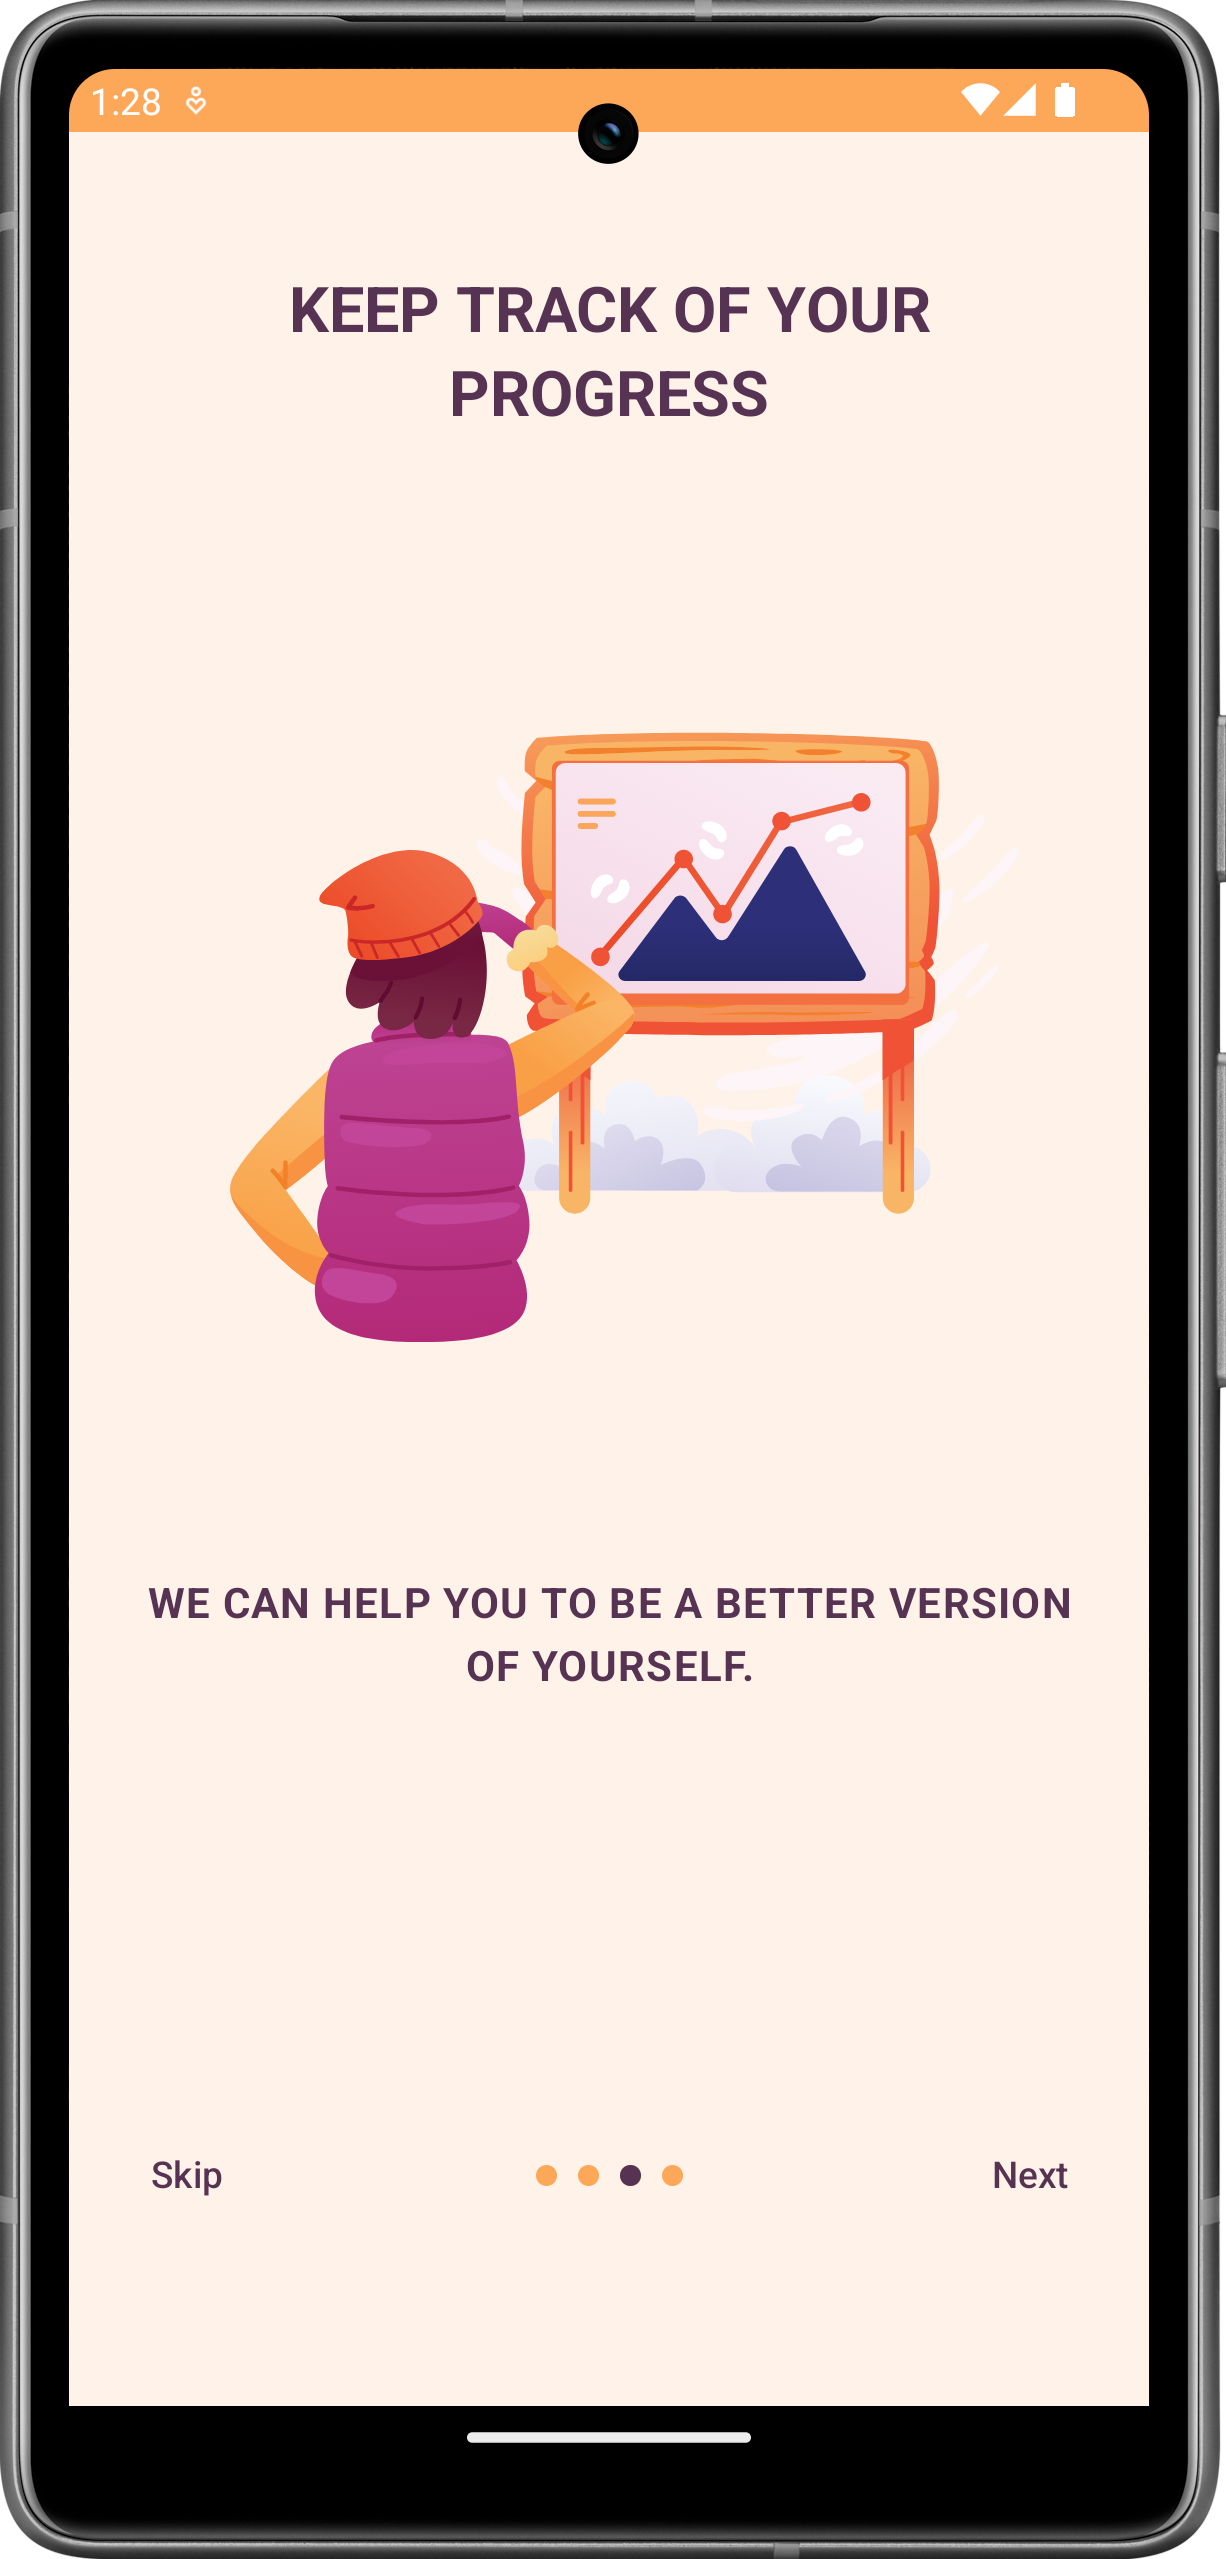 1:28
KEEP TRACK OF YOUR
PROGRESS
WE CAN HELP YOU TO BE A BETTER VERSION
OF YOURSELF.
Skip
Next